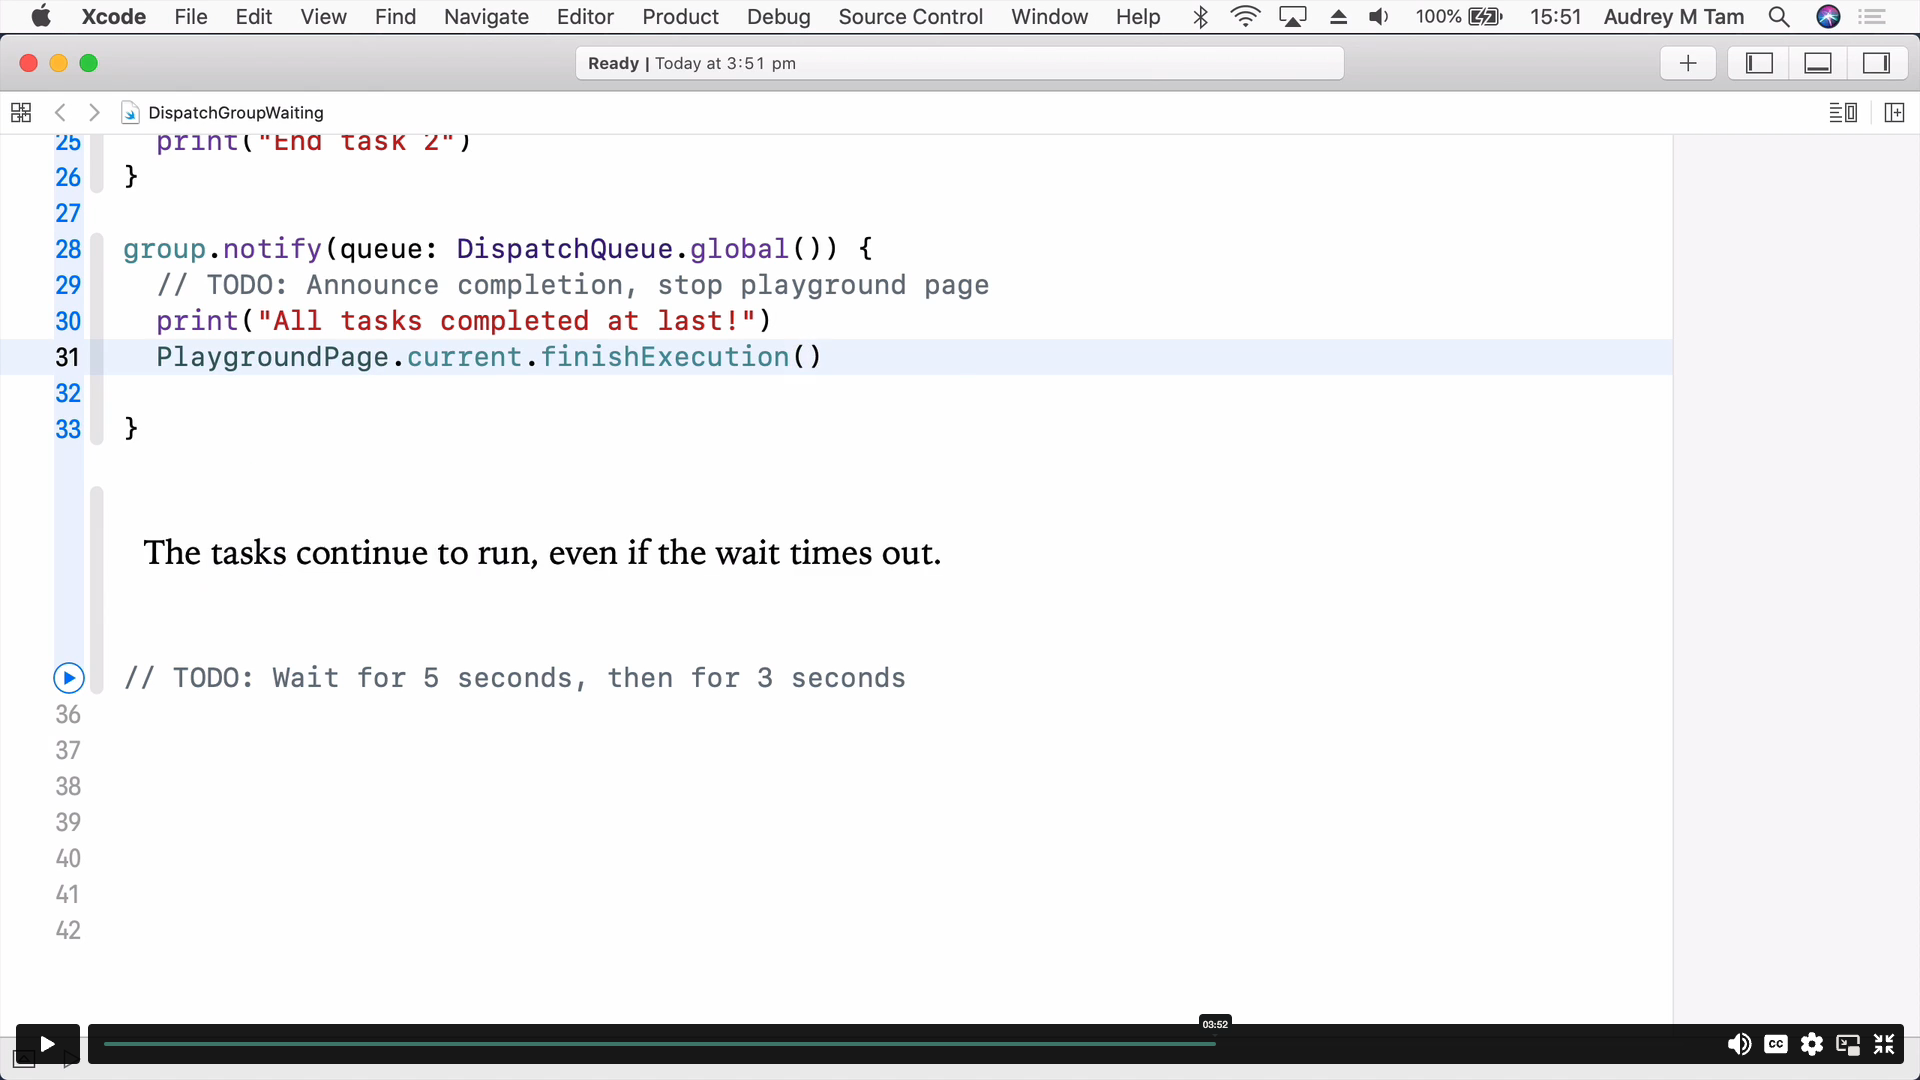 Xcode File Edit View Find Navigate Editor Product Debug Source Control Window Help 100% 15:51 Audrey M Tam
Ready | Today at 3:51 pm
DispatchGroupWaiting
25 print("End task 2")
26 }
27
28 group.notify(queue: DispatchQueue.global()) {
29 // TODO: Announce completion, stop playground page
30 print("All tasks completed at last!")
31 PlaygroundPage.current.finishExecution()
32
33 }
The tasks continue to run, even if the wait times out.
// TODO: Wait for 5 seconds, then for 3 seconds
36
37
38
39
40
41
42
03:52
CC